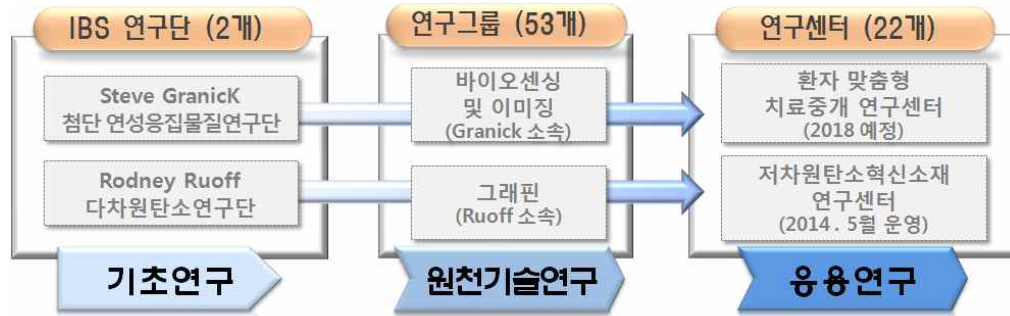 IBS 연구단 (2개)
Steve GranicK
첨단 연성응집물질연구단
Rodney Ruoff
다차원탄소연구단
기초연구
연구그룹 (53개)
바이오센싱
및 이미징
(Granick 소속)
그래핀
(Ruoff 소속)
원천기술연구
연구센터 (22개)
환자 맞춤형
치료중개 연구센터
(2018 예정)
저차원탄소혁신소재
연구센터
(2014 . 5월 운영)
응용연구